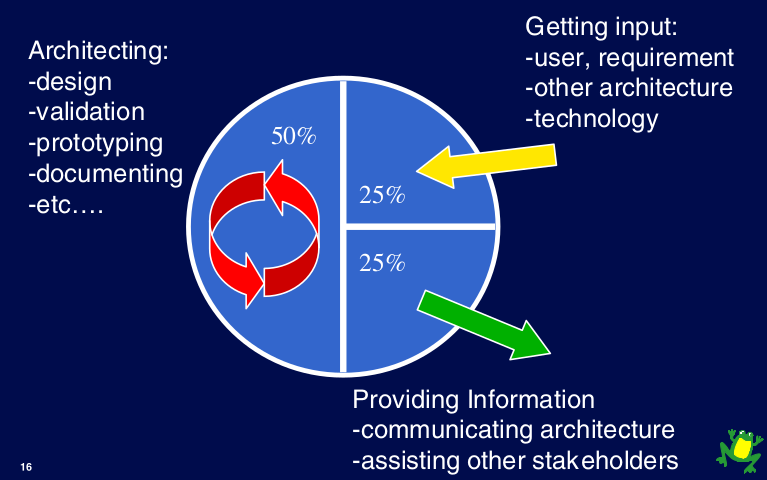 Architecting:
-design
-validation
-prototyping
-documenting
-etc….
Getting input:
-user, requirement
-other architecture
-technology
50%
25%
25%
Providing Information
-communicating architecture
-assisting other stakeholders
16